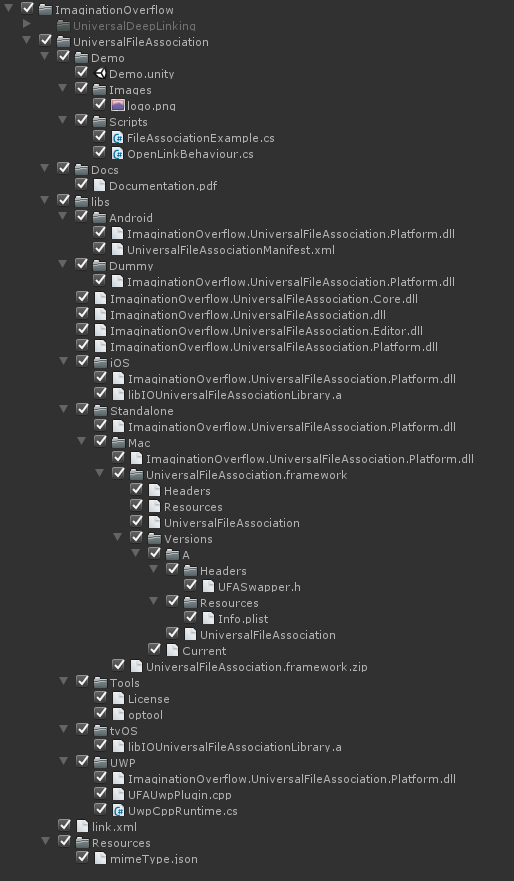 ImaginationOverflow
UniversalDeepLinking
UniversalFileAssociation
Demo
Demo.unity
Images
logo.png
Scripts
FileAssociationExample.cs
OpenLinkBehaviour.cs
Docs
Documentation.pdf
libs
Android
ImaginationOverflow.UniversalFileAssociation.Platform.dll
UniversalFileAssociationManifest.xml
Dummy
ImaginationOverflow.UniversalFileAssociation.Platform.dll
ImaginationOverflow.UniversalFileAssociation.Core.dll
ImaginationOverflow.UniversalFileAssociation.dll
ImaginationOverflow.UniversalFileAssociation.Editor.dll
ImaginationOverflow.UniversalFileAssociation.Platform.dll
iOS
ImaginationOverflow.UniversalFileAssociation.Platform.dll
libIOUniversalFileAssociationLibrary.a
Standalone
ImaginationOverflow.UniversalFileAssociation.Platform.dll
Mac
ImaginationOverflow.UniversalFileAssociation.Platform.dll
UniversalFileAssociation.framework
Headers
Resources
UniversalFileAssociation
Versions
A
Headers
UFASwapper.h
Resources
Info.plist
UniversalFileAssociation
Current
UniversalFileAssociation.framework.zip
Tools
License
optool
tvOS
libIOUniversalFileAssociationLibrary.a
UWP
ImaginationOverflow.UniversalFileAssociation.Platform.dll
UFAUwpPlugin.cpp
UwpCppRuntime.cs
link.xml
Resources
mimeType.json